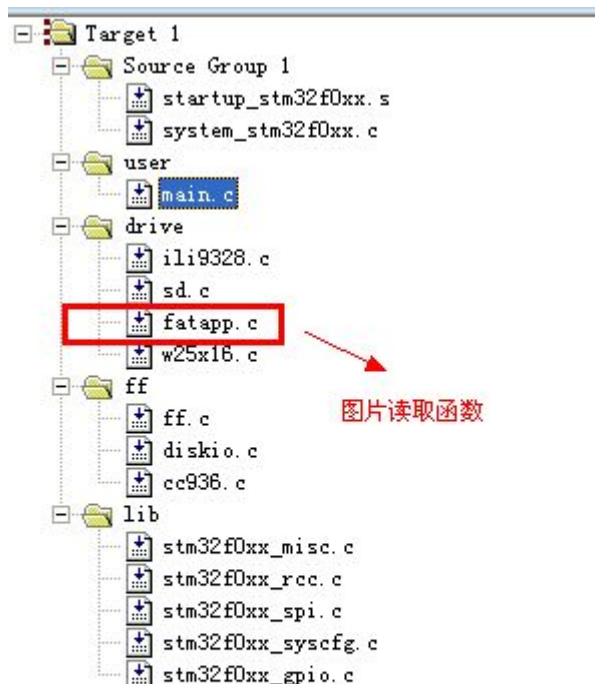 Target 1
Source Group 1
startup_stm32f0xx.s
system_stm32f0xx.c
user
main.c
drive
ili9328.c
sd.c
fatapp.c
w25x16.c
图片读取函数
ff
ff.c
diskio.c
cc936.c
lib
stm32f0xx_misc.c
stm32f0xx_rcc.c
stm32f0xx_spi.c
stm32f0xx_syscfg.c
stm32f0xx_gpio.c